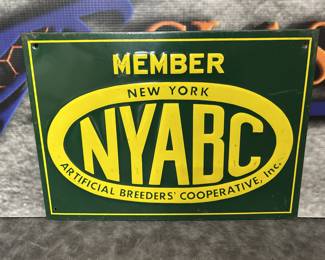 MEMBER
NEW YORK
NYABC
ARTIFICIAL BREEDERS' COOPERATIVE, Inc.